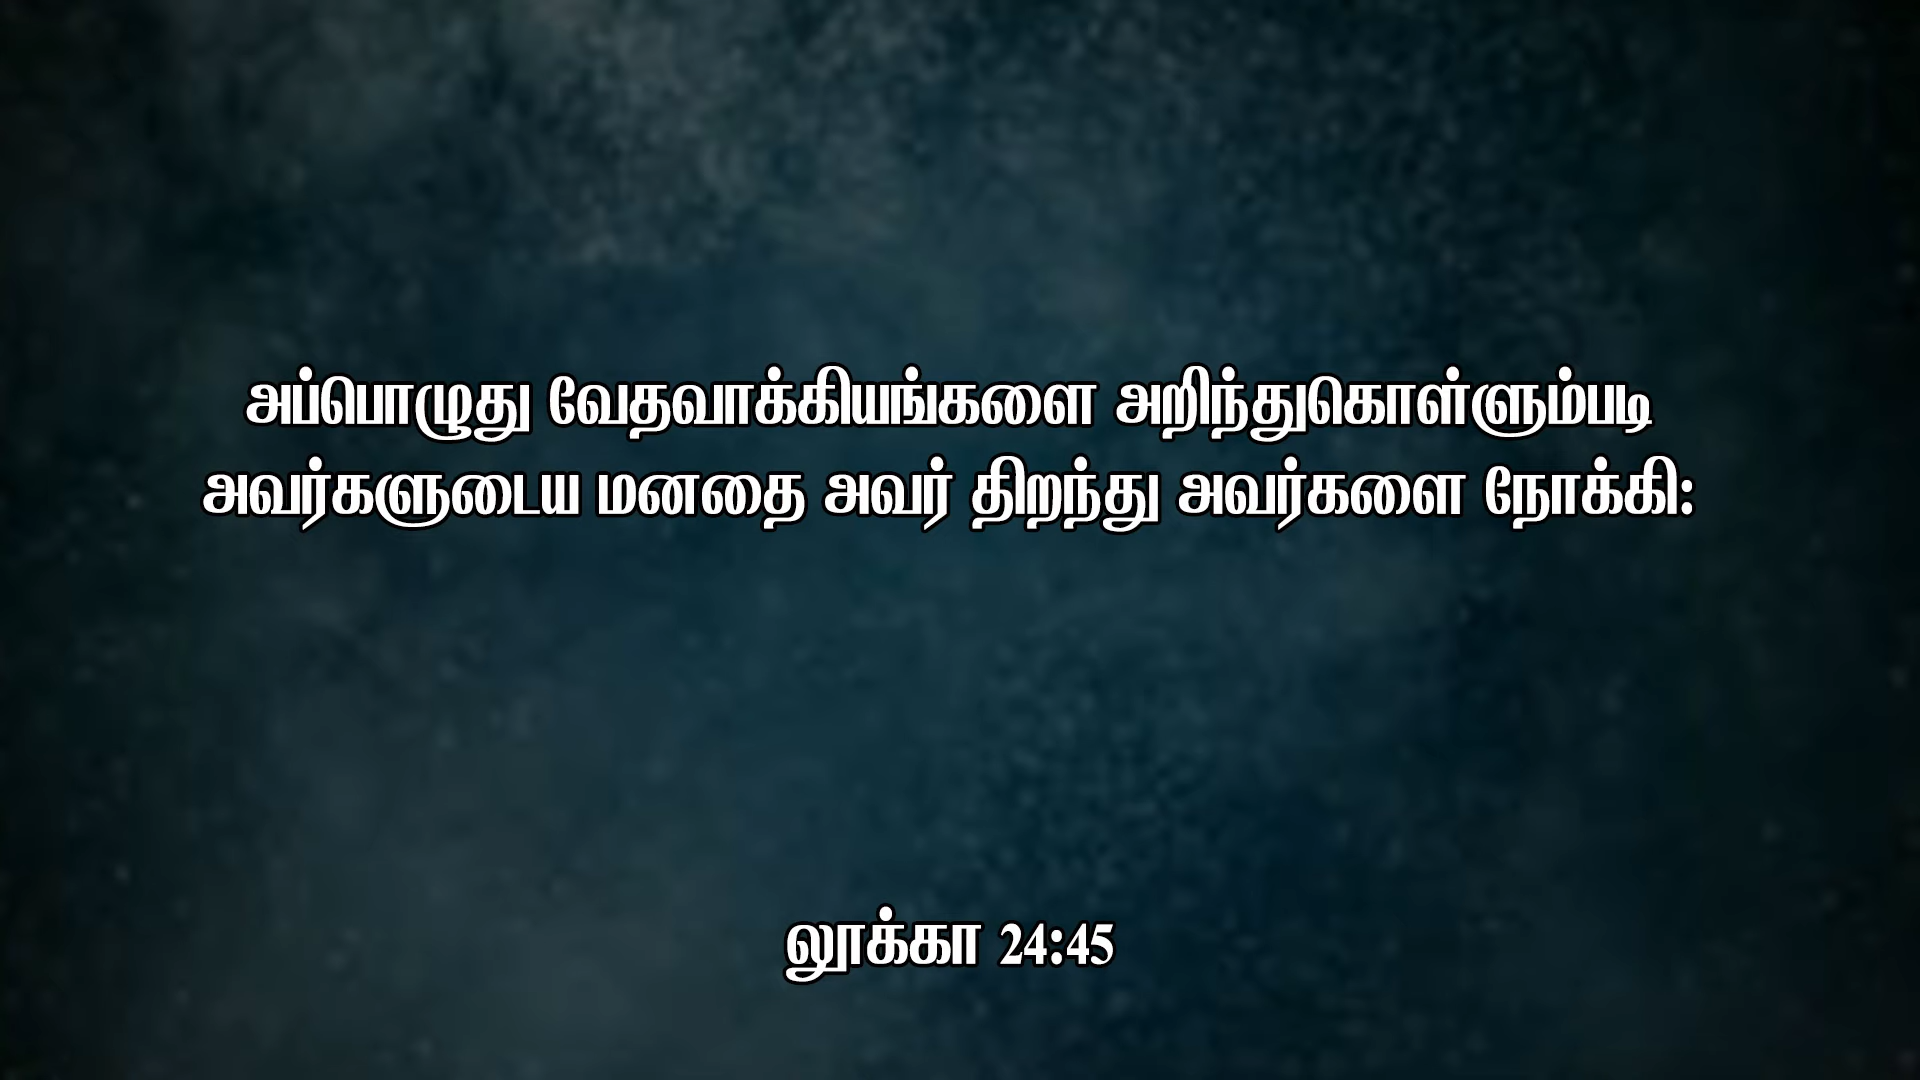 அப்பொழுது வேதவாக்கியங்களை அறிந்துகொள்ளும்படி
அவர்களுடைய மனதை அவர் திறந்து அவர்களை நோக்கி:
லூக்கா 24:45